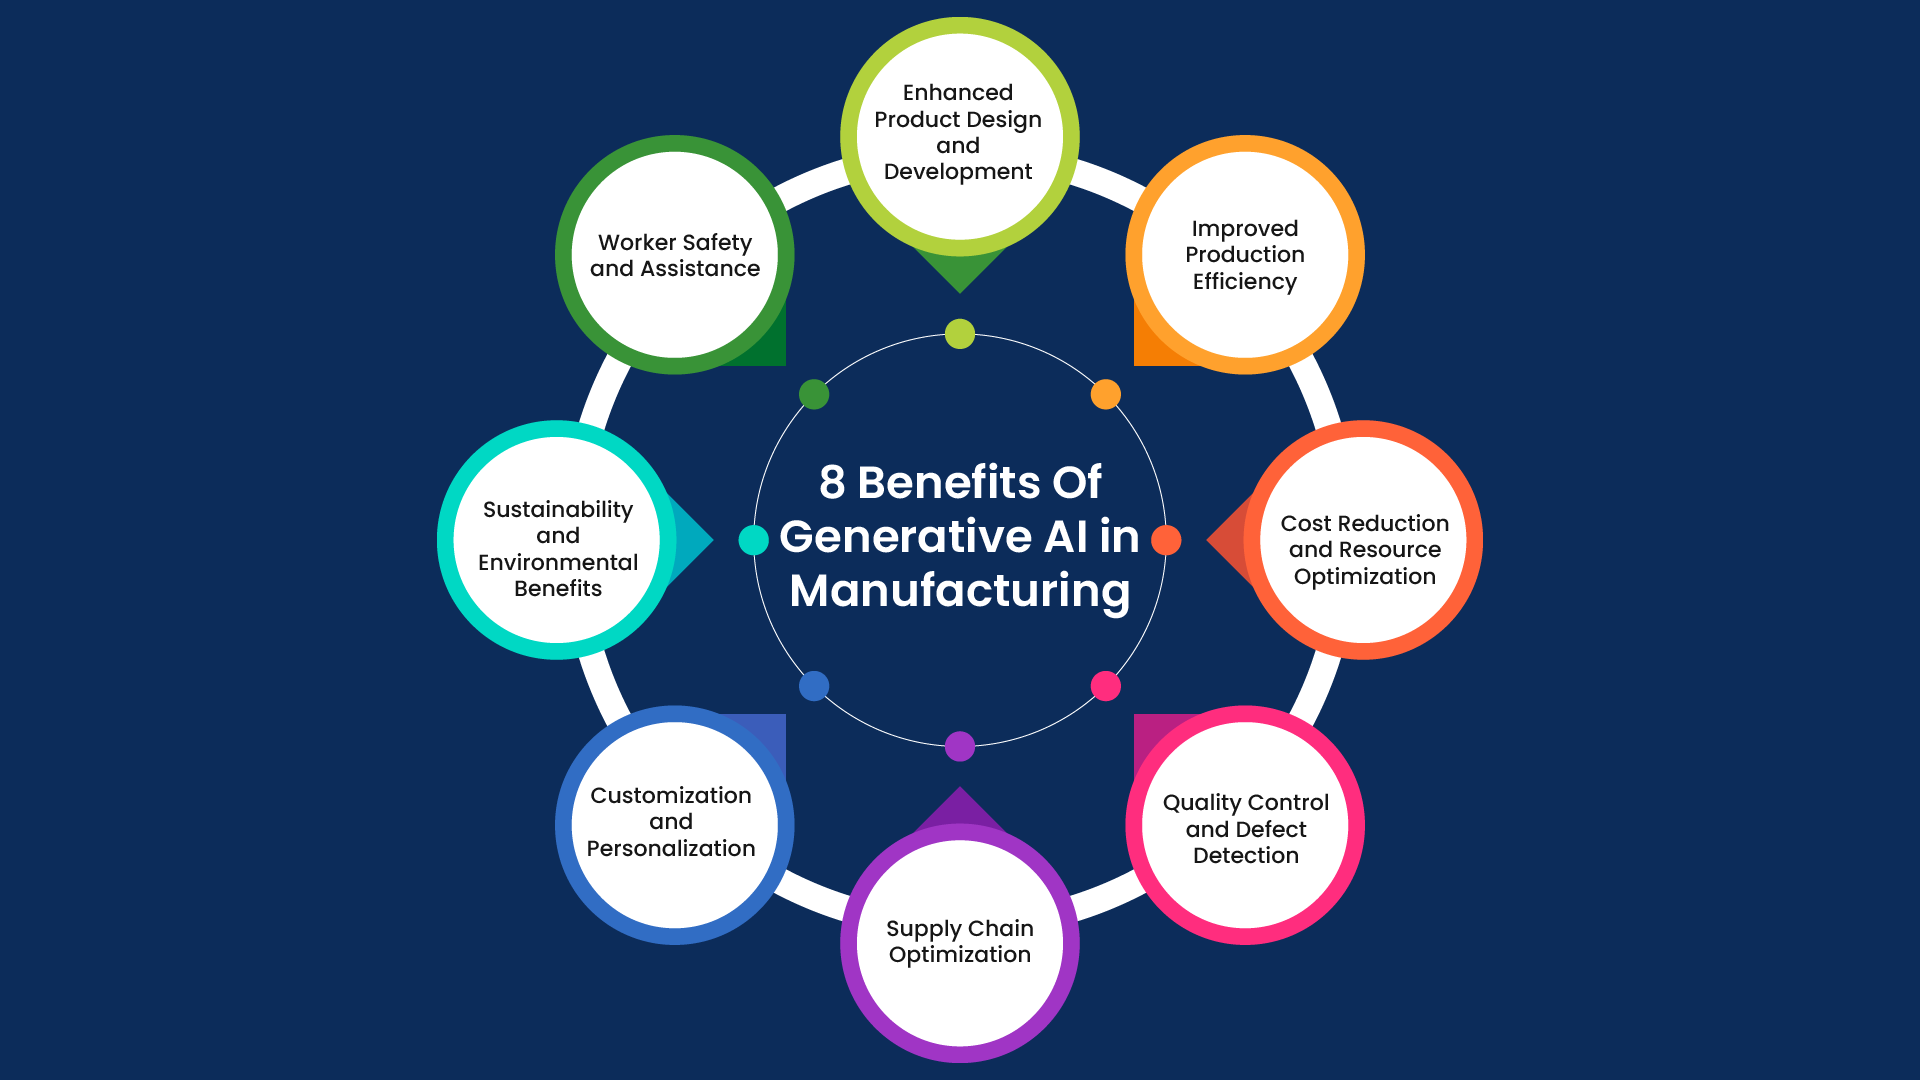 8 Benefits Of
Generative AI in
Manufacturing
Enhanced
Product Design
and
Development
Improved
Production
Efficiency
Cost Reduction
and Resource
Optimization
Quality Control
and Defect
Detection
Supply Chain
Optimization
Customization
and
Personalization
Sustainability
and
Environmental
Benefits
Worker Safety
and Assistance